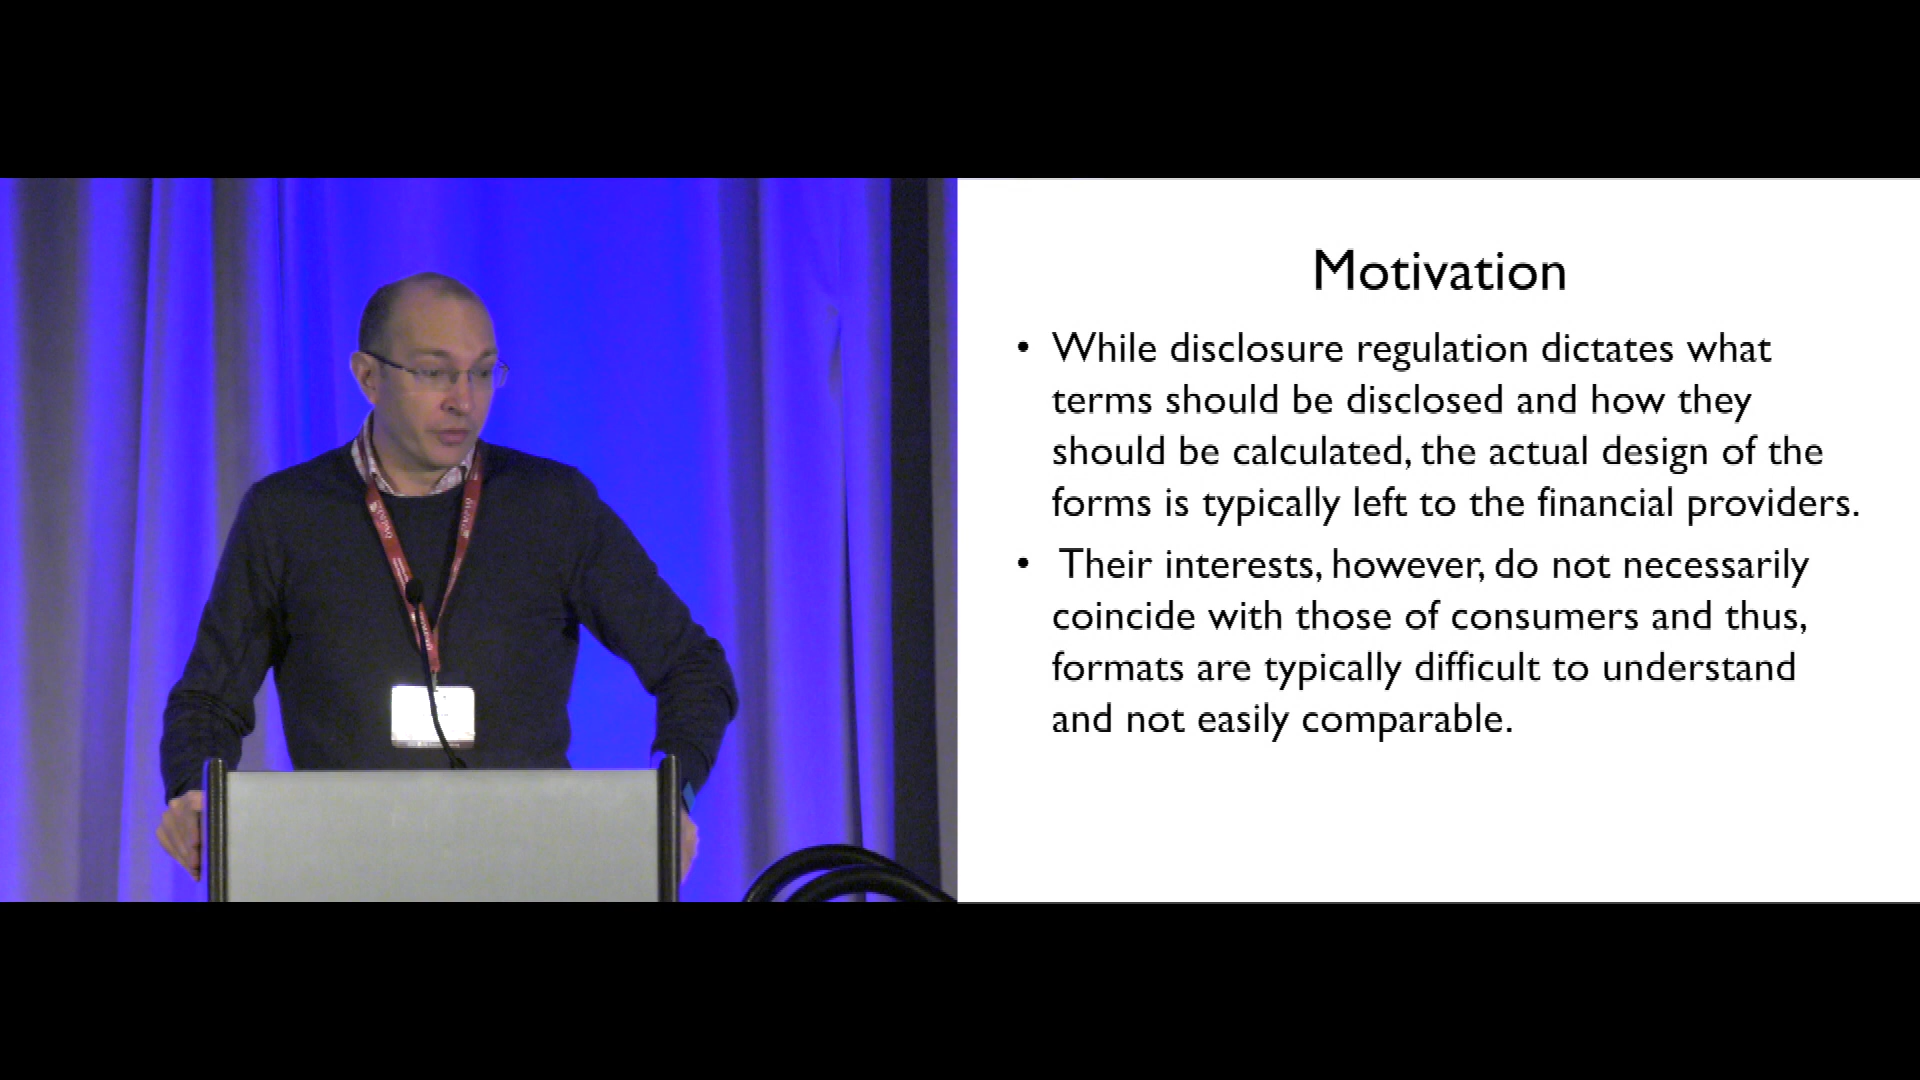 Motivation
• While disclosure regulation dictates what
terms should be disclosed and how they
should be calculated, the actual design of the
forms is typically left to the financial providers.
• Their interests, however, do not necessarily
coincide with those of consumers and thus,
formats are typically difficult to understand
and not easily comparable.